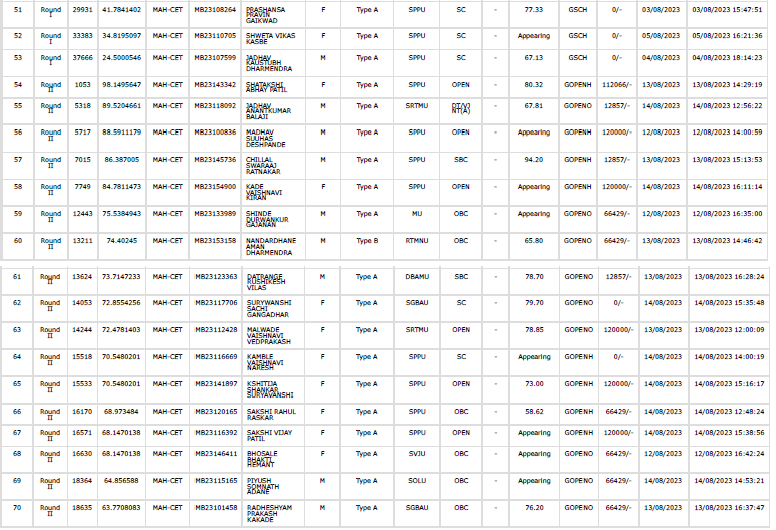 51 Round I 29931 41.7841402 MAH-CET MB23108264 PRASHANSA PRAVIN GAIKWAD F Type A SPPU SC - 77.33 GSCH 0/- 03/08/2023 03/08/2023 15:47:51
52 Round I 33383 34.8195097 MAH-CET MB23110705 SHWETA VIKAS KASBE F Type A SPPU SC - Appearing GSCH 0/- 05/08/2023 05/08/2023 16:21:36
53 Round I 37666 24.5000546 MAH-CET MB23107599 JADHAV KAUSTUBH DHARMENDRA M Type A SPPU SC - 67.13 GSCH 0/- 04/08/2023 04/08/2023 18:14:23
54 Round II 1053 98.1495647 MAH-CET MB23143342 SHATAKSHI ABHAY PATIL F Type A SPPU OPEN - 80.32 GOPENH 112066/- 13/08/2023 13/08/2023 14:29:19
55 Round II 5318 89.5204661 MAH-CET MB23118092 JADHAV ANANTKUMAR BALAJI M Type A SRTMU DT/VJ NT(A) - 67.81 GOPENO 12857/- 14/08/2023 14/08/2023 12:56:22
56 Round II 5717 88.5911179 MAH-CET MB23100836 MADHAV SUUHAS DESHPANDE M Type A SPPU OPEN - Appearing GOPENH 120000/- 12/08/2023 12/08/2023 14:00:59
57 Round II 7015 86.387005 MAH-CET MB23145736 CHILLAL SWARAAJ RATNAKAR M Type A SPPU SBC - 94.20 GOPENH 12857/- 13/08/2023 13/08/2023 15:13:53
58 Round II 7749 84.7811473 MAH-CET MB23154900 KADE VAISHNAVI KIRAN F Type A SPPU OPEN - Appearing GOPENH 120000/- 14/08/2023 14/08/2023 16:11:14
59 Round II 12443 75.5384943 MAH-CET MB23133989 SHINDE DURWANKUR GAJANAN M Type A MU OBC - Appearing GOPENO 66429/- 12/08/2023 12/08/2023 16:35:00
60 Round II 13211 74.40245 MAH-CET MB23153158 NANDARDHANE AMAN DHARMENDRA M Type B RTMNU OBC - 65.80 GOPENO 66429/- 13/08/2023 13/08/2023 14:46:42
61 Round II 13624 73.7147233 MAH-CET MB23123363 DATRANGE RUSHIKESH VILAS M Type A DBAMU SBC - 78.70 GOPENO 12857/- 13/08/2023 13/08/2023 16:28:24
62 Round II 14053 72.8554256 MAH-CET MB23117706 SURYWANSHI SACHI GANGADHAR F Type A SGBAU SC - 79.70 GOPENO 0/- 14/08/2023 14/08/2023 15:35:48
63 Round II 14244 72.4781403 MAH-CET MB23112428 MALWADE VAISHNAVI VEDPRAKASH F Type A SRTMU OPEN - 78.85 GOPENO 120000/- 13/08/2023 13/08/2023 12:00:09
64 Round II 15518 70.5480201 MAH-CET MB23116669 KAMBLE VAISHNAVI NARESH F Type A SPPU SC - Appearing GOPENH 0/- 14/08/2023 14/08/2023 14:00:19
65 Round II 15533 70.5480201 MAH-CET MB23141897 KSHITIJA SHANKAR SURYAVANSHI F Type A SPPU OPEN - 73.00 GOPENH 120000/- 14/08/2023 14/08/2023 15:16:17
66 Round II 16170 68.973484 MAH-CET MB23120165 SAKSHI RAHUL RASKAR F Type A SPPU OBC - 58.62 GOPENH 66429/- 14/08/2023 14/08/2023 12:48:24
67 Round II 16571 68.1470138 MAH-CET MB23116392 SAKSHI VIJAY PATIL F Type A SPPU OPEN - Appearing GOPENH 120000/- 14/08/2023 14/08/2023 15:38:56
68 Round II 16630 68.1470138 MAH-CET MB23146411 BHOSALE BHAKTI HEMANT F Type A SVJU OBC - Appearing GOPENO 66429/- 12/08/2023 12/08/2023 16:42:24
69 Round II 18364 64.856588 MAH-CET MB23115165 PIYUSH SOMNATH ADANE M Type A SOLU OBC - Appearing GOPENO 66429/- 14/08/2023 14/08/2023 14:53:21
70 Round II 18635 63.7708083 MAH-CET MB23101458 RADHESHYAM PRAKASH KAKADE M Type A SGBAU OBC - 76.20 GOPENO 66429/- 13/08/2023 13/08/2023 16:37:47